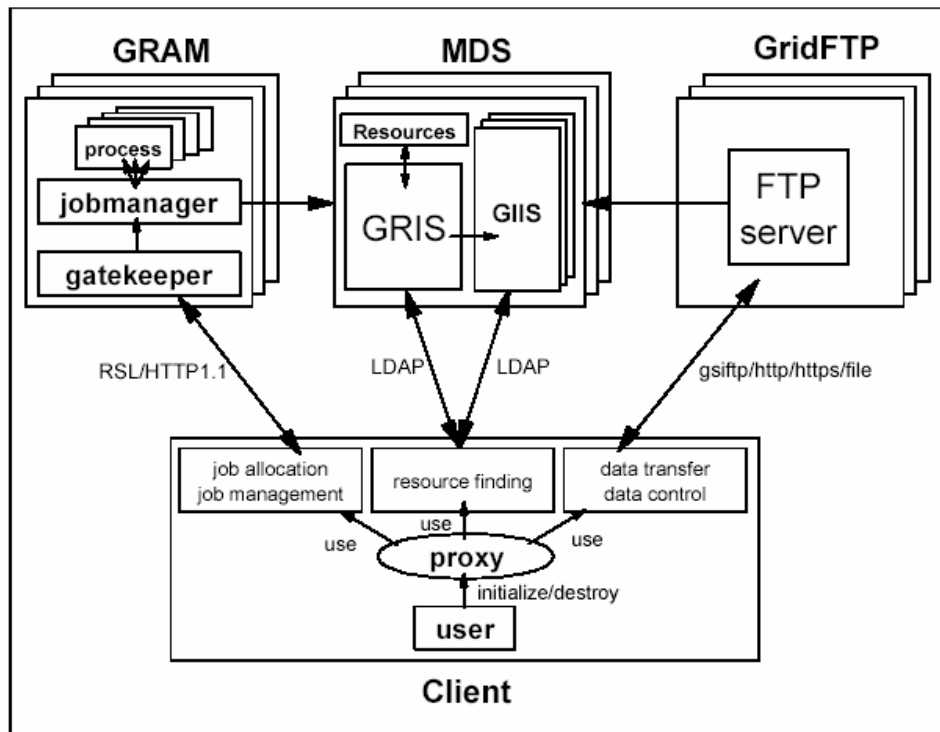 GRAM
MDS
GridFTP
process
jobmanager
gatekeeper
Resources
GRIS
GIIS
FTP
server
RSL/HTTP1.1
LDAP
LDAP
gsiftp/http/https/file
job allocation
job management
resource finding
data transfer
data control
use
use
use
proxy
initialize/destroy
user
Client